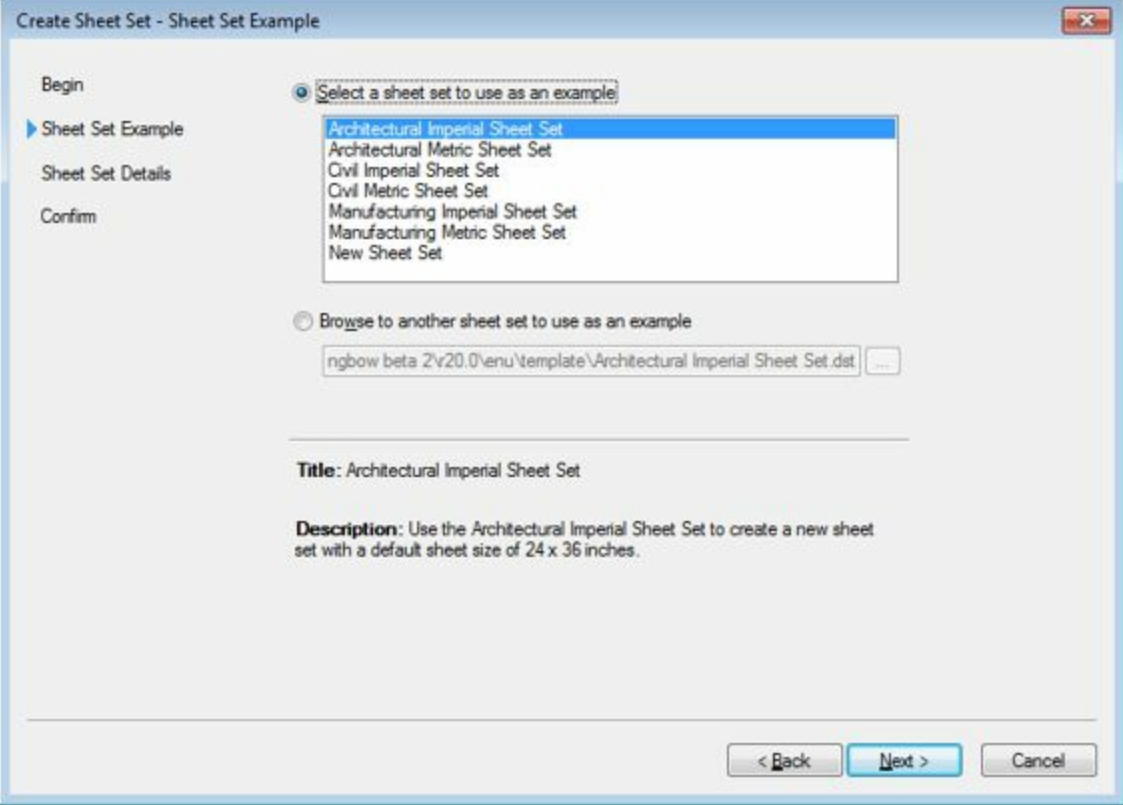 Create Sheet Set - Sheet Set Example
Begin
Sheet Set Example
Sheet Set Details
Confirm
Select a sheet set to use as an example
Architectural Imperial Sheet Set
Architectural Metric Sheet Set
Civil Imperial Sheet Set
Civil Metric Sheet Set
Manufacturing Imperial Sheet Set
Manufacturing Metric Sheet Set
New Sheet Set
Browse to another sheet set to use as an example
ngbow beta 2\r20.0\enu\template\Architectural Imperial Sheet Set.dst ...
Title: Architectural Imperial Sheet Set
Description: Use the Architectural Imperial Sheet Set to create a new sheet
set with a default sheet size of 24 x 36 inches.
< Back Next > Cancel